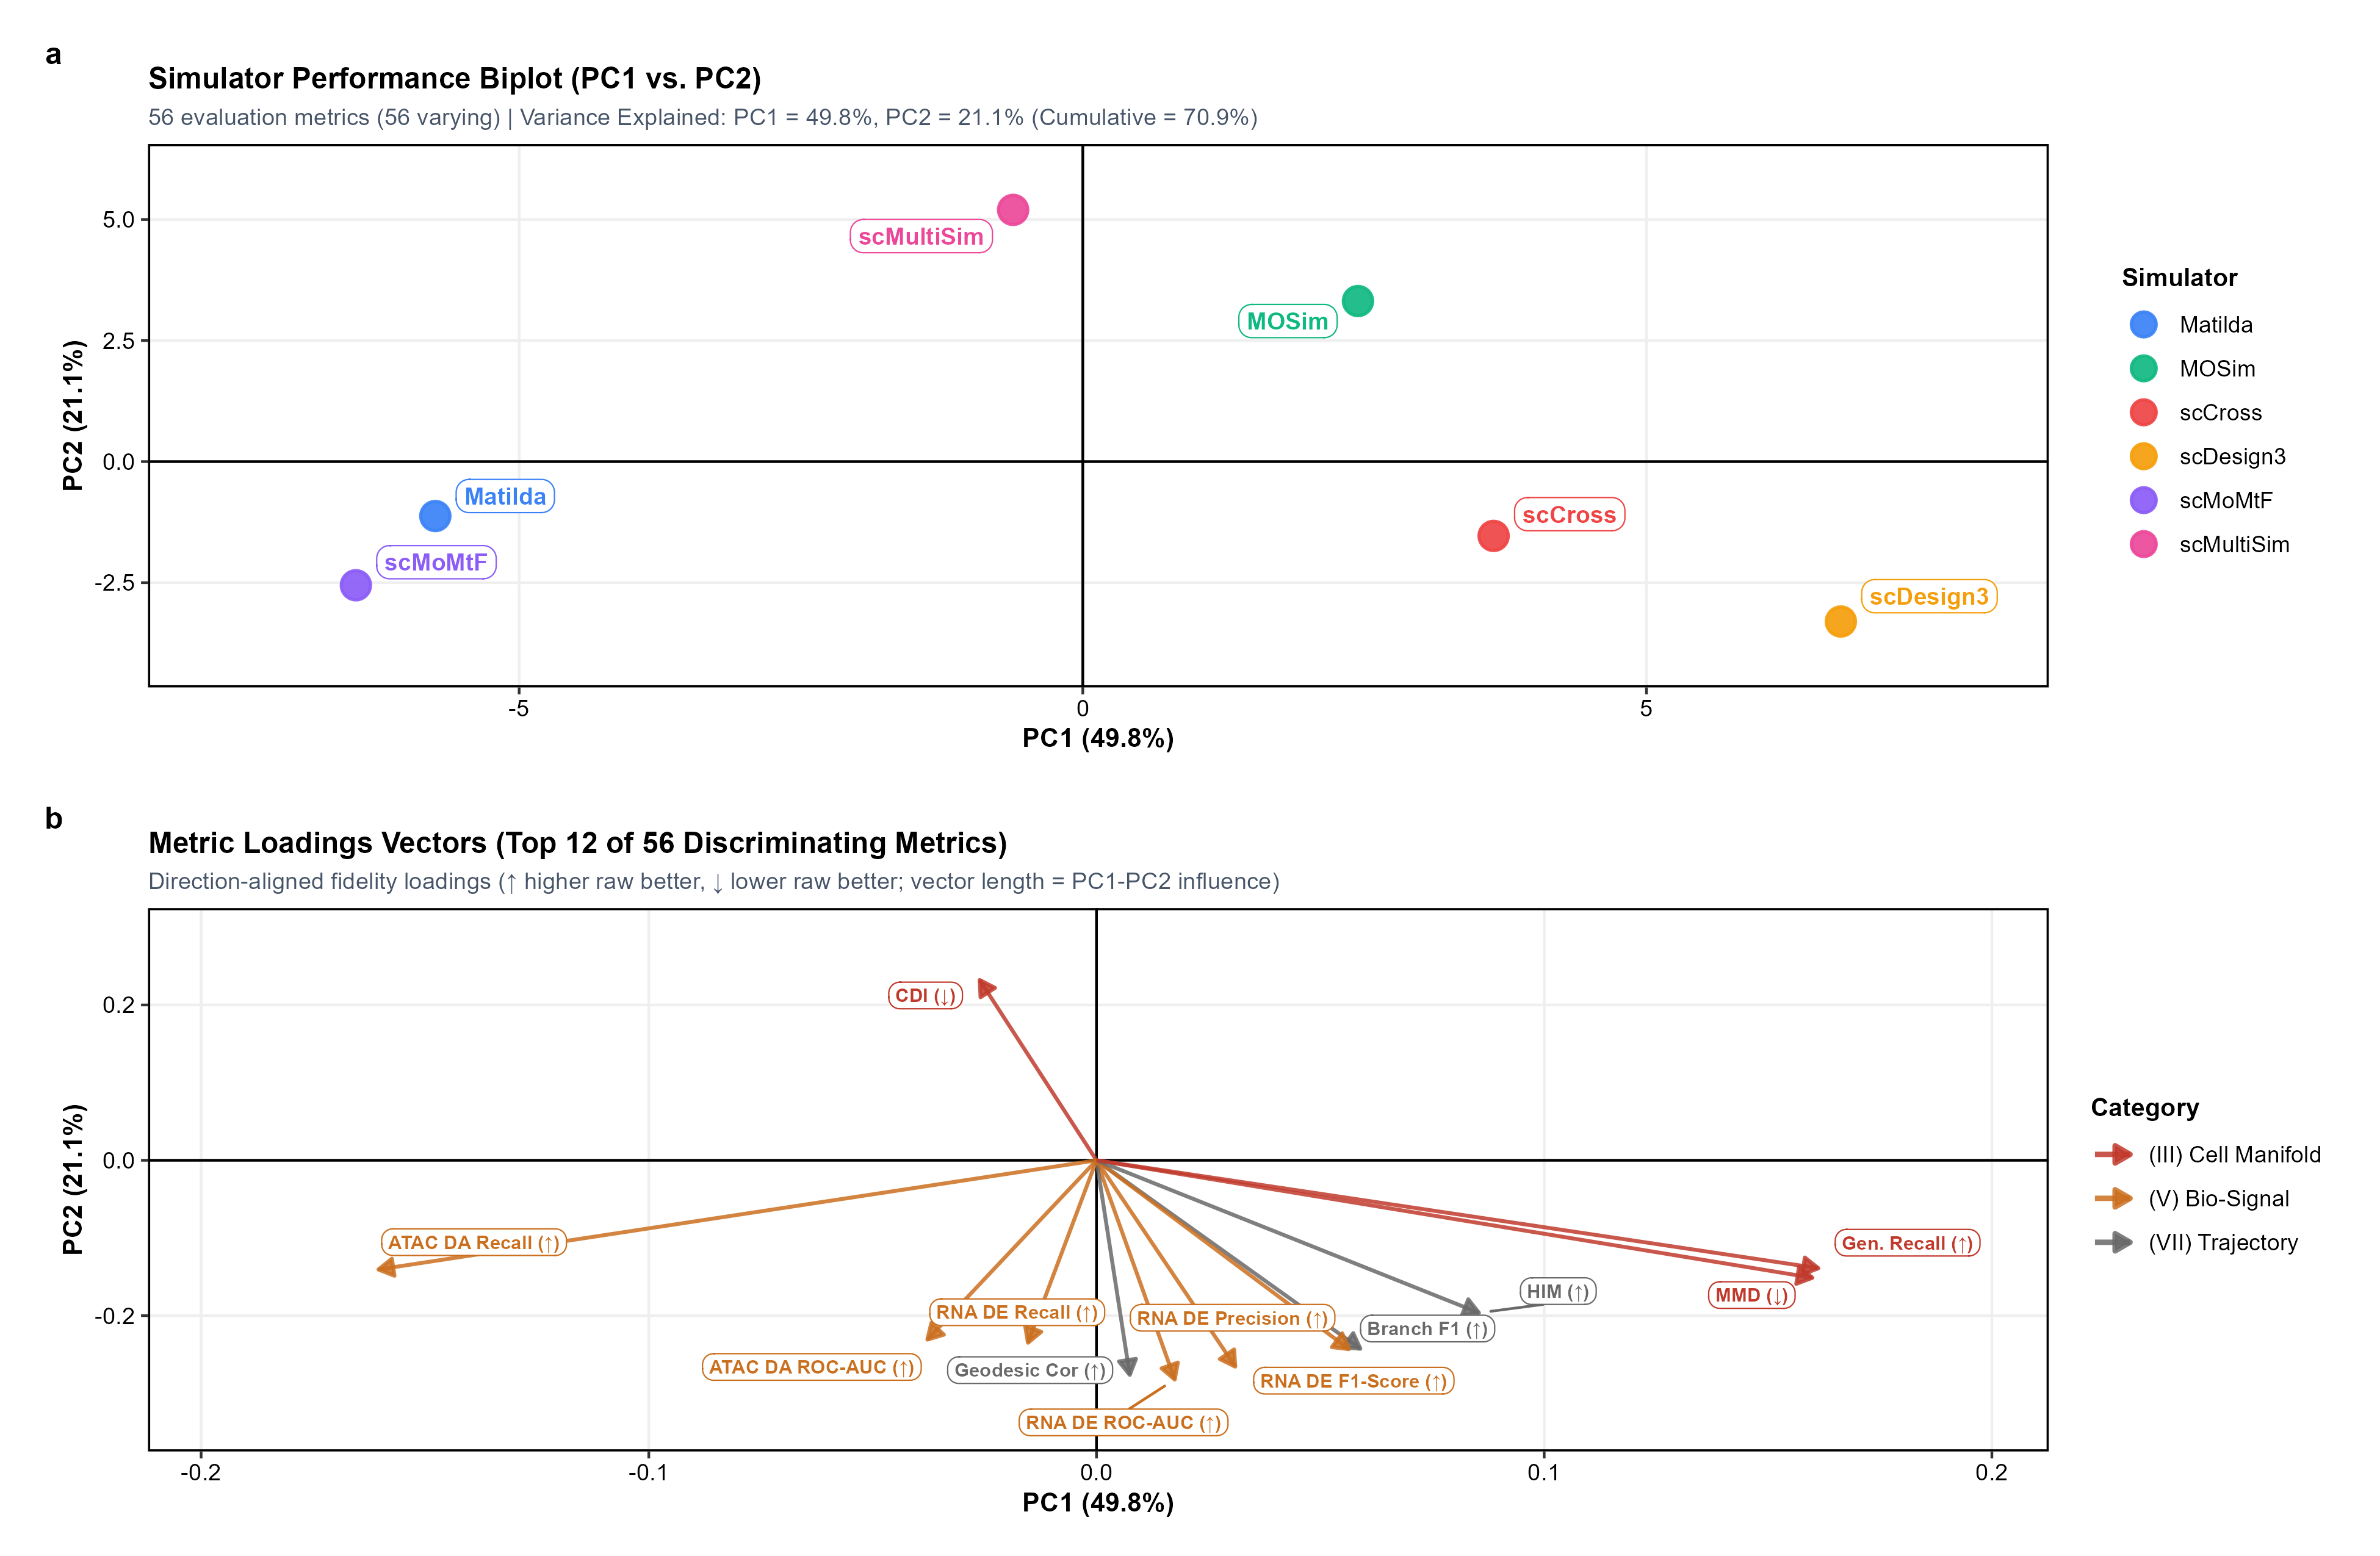 a
Simulator Performance Biplot (PC1 vs. PC2)
56 evaluation metrics (56 varying) | Variance Explained: PC1 = 49.8%, PC2 = 21.1% (Cumulative = 70.9%)
PC2 (21.1%)
5.0
2.5
0.0
-2.5
scMultiSim
MOSim
Matilda
scMoMtF
scCross
scDesign3
-5
0
5
PC1 (49.8%)
Simulator
Matilda
MOSim
scCross
scDesign3
scMoMtF
scMultiSim
b
Metric Loadings Vectors (Top 12 of 56 Discriminating Metrics)
Direction-aligned fidelity loadings (↑ higher raw better, ↓ lower raw better; vector length = PC1-PC2 influence)
PC2 (21.1%)
0.2
0.0
-0.2
CDI (↓)
ATAC DA Recall (↑)
Gen. Recall (↑)
HIM (↑)
MMD (↓)
RNA DE Recall (↑)
RNA DE Precision (↑)
Branch F1 (↑)
ATAC DA ROC-AUC (↑)
Geodesic Cor (↑)
RNA DE F1-Score (↑)
RNA DE ROC-AUC (↑)
-0.2
-0.1
0.0
0.1
0.2
PC1 (49.8%)
Category
(III) Cell Manifold
(V) Bio-Signal
(VII) Trajectory